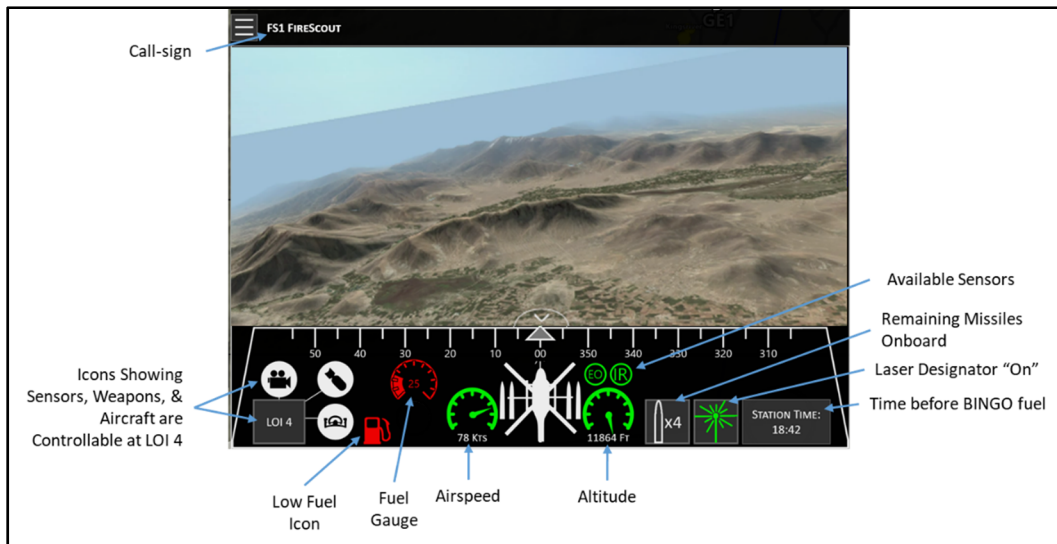 GE1
FS1 FIRESCOUT
Call-sign
Available Sensors
Remaining Missiles
Onboard
Laser Designator “On”
Time before BINGO fuel
50 40 30 20 10 00 350 340 330 320 310
EO IR
25
LOI 4
78 KTS
11864 FT
x4
STATION TIME:
18:42
Icons Showing
Sensors, Weapons, &
Aircraft are
Controllable at LOI 4
Low Fuel
Icon
Fuel
Gauge
Airspeed
Altitude